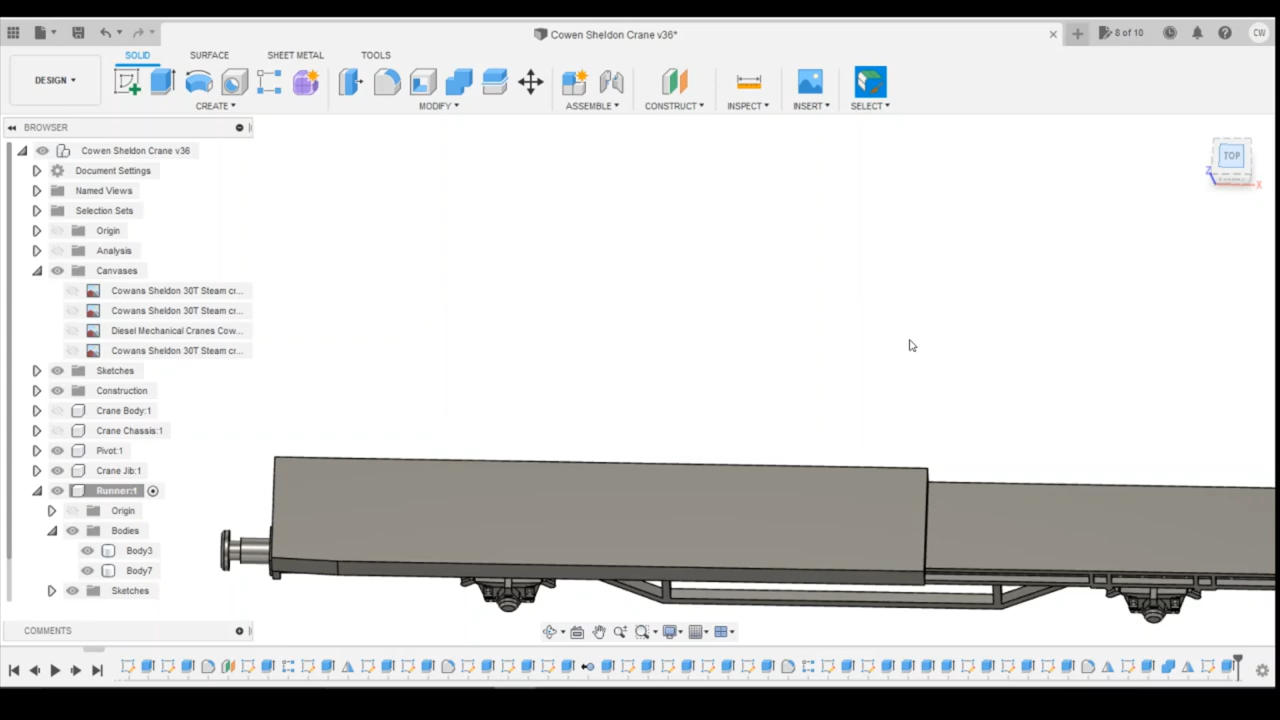 Cowen Sheldon Crane v36*
8 of 10
CW
DESIGN
SOLID
SURFACE
SHEET METAL
TOOLS
CREATE
MODIFY
ASSEMBLE
CONSTRUCT
INSPECT
INSERT
SELECT
BROWSER
Cowen Sheldon Crane v36
Document Settings
Named Views
Selection Sets
Origin
Analysis
Canvases
Cowans Sheldon 30T Steam cr...
Cowans Sheldon 30T Steam cr...
Diesel Mechanical Cranes Cow...
Cowans Sheldon 30T Steam cr...
Sketches
Construction
Crane Body:1
Crane Chassis:1
Pivot:1
Crane Jib:1
Runner:1
Origin
Bodies
Body3
Body7
Sketches
COMMENTS
TOP
Z
X